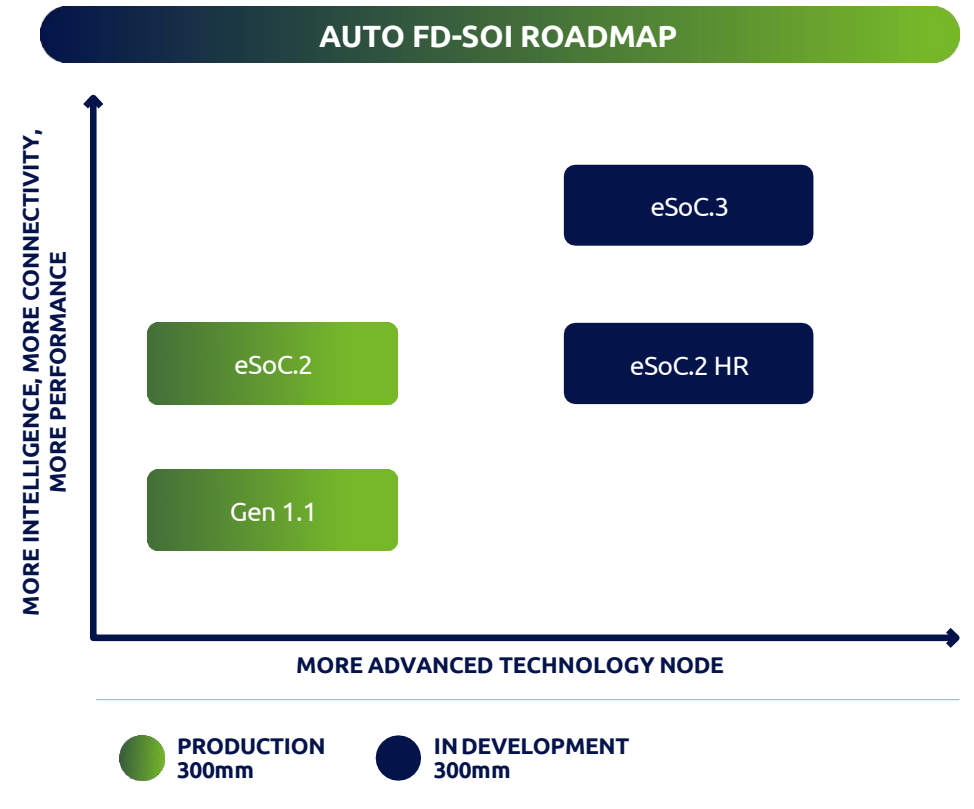 AUTO FD-SOI ROADMAP
MORE INTELLIGENCE, MORE CONNECTIVITY,
MORE PERFORMANCE
eSoC.3
eSoC.2
eSoC.2 HR
Gen 1.1
MORE ADVANCED TECHNOLOGY NODE
PRODUCTION
300mm
IN DEVELOPMENT
300mm